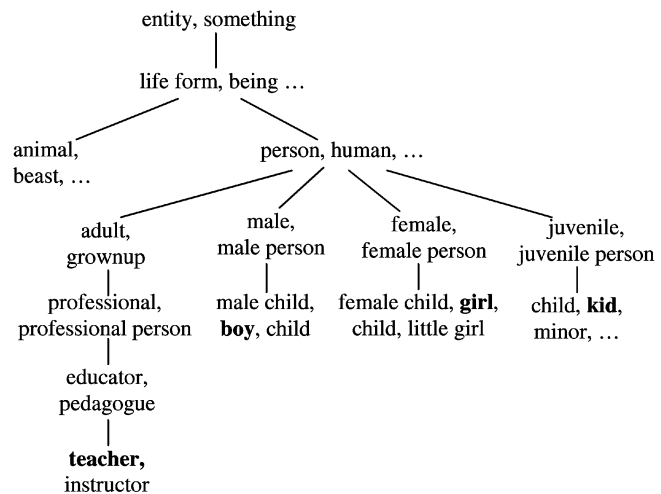 entity, something
life form, being …
animal,
beast, …
person, human, …
adult,
grownup
male,
male person
female,
female person
juvenile,
juvenile person
professional,
professional person
male child,
boy, child
female child, girl,
child, little girl
child, kid,
minor, …
educator,
pedagogue
teacher,
instructor